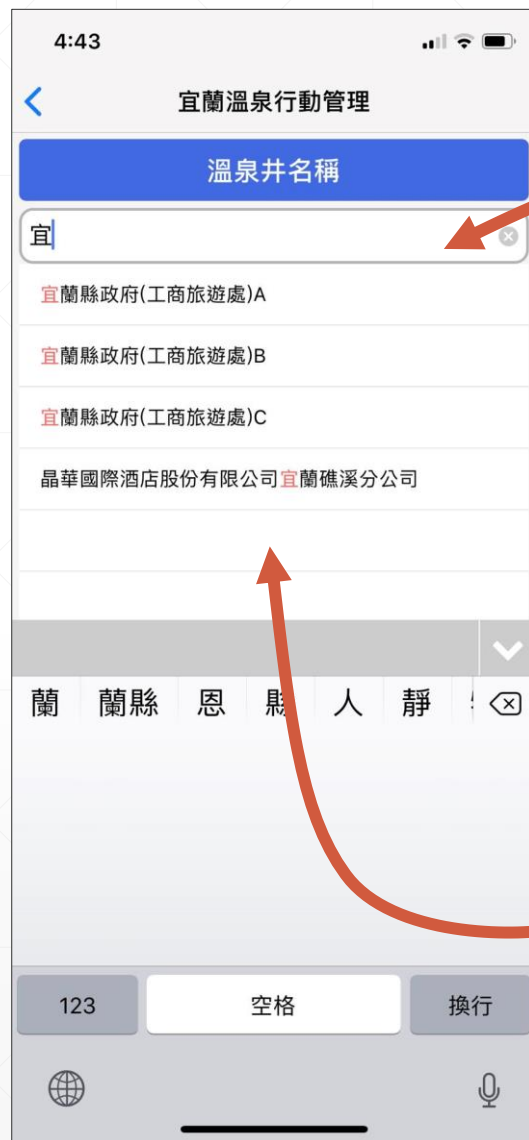 4:43
宜蘭溫泉行動管理
溫泉井名稱
宜
宜蘭縣政府(工商旅遊處)A
宜蘭縣政府(工商旅遊處)B
宜蘭縣政府(工商旅遊處)C
晶華國際酒店股份有限公司宜蘭礁溪分公司
蘭 蘭縣 恩 縣 人 靜
123 空格 換行